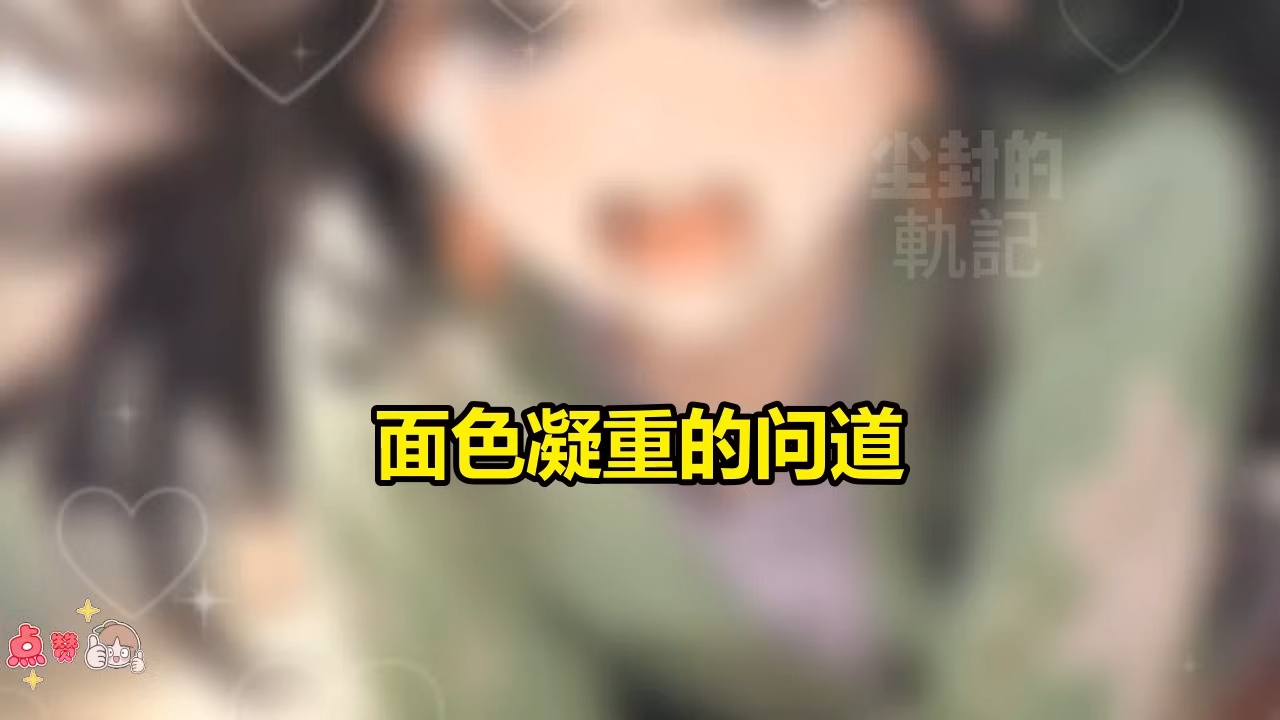 尘封的
軌記
面色凝重的问道
点赞